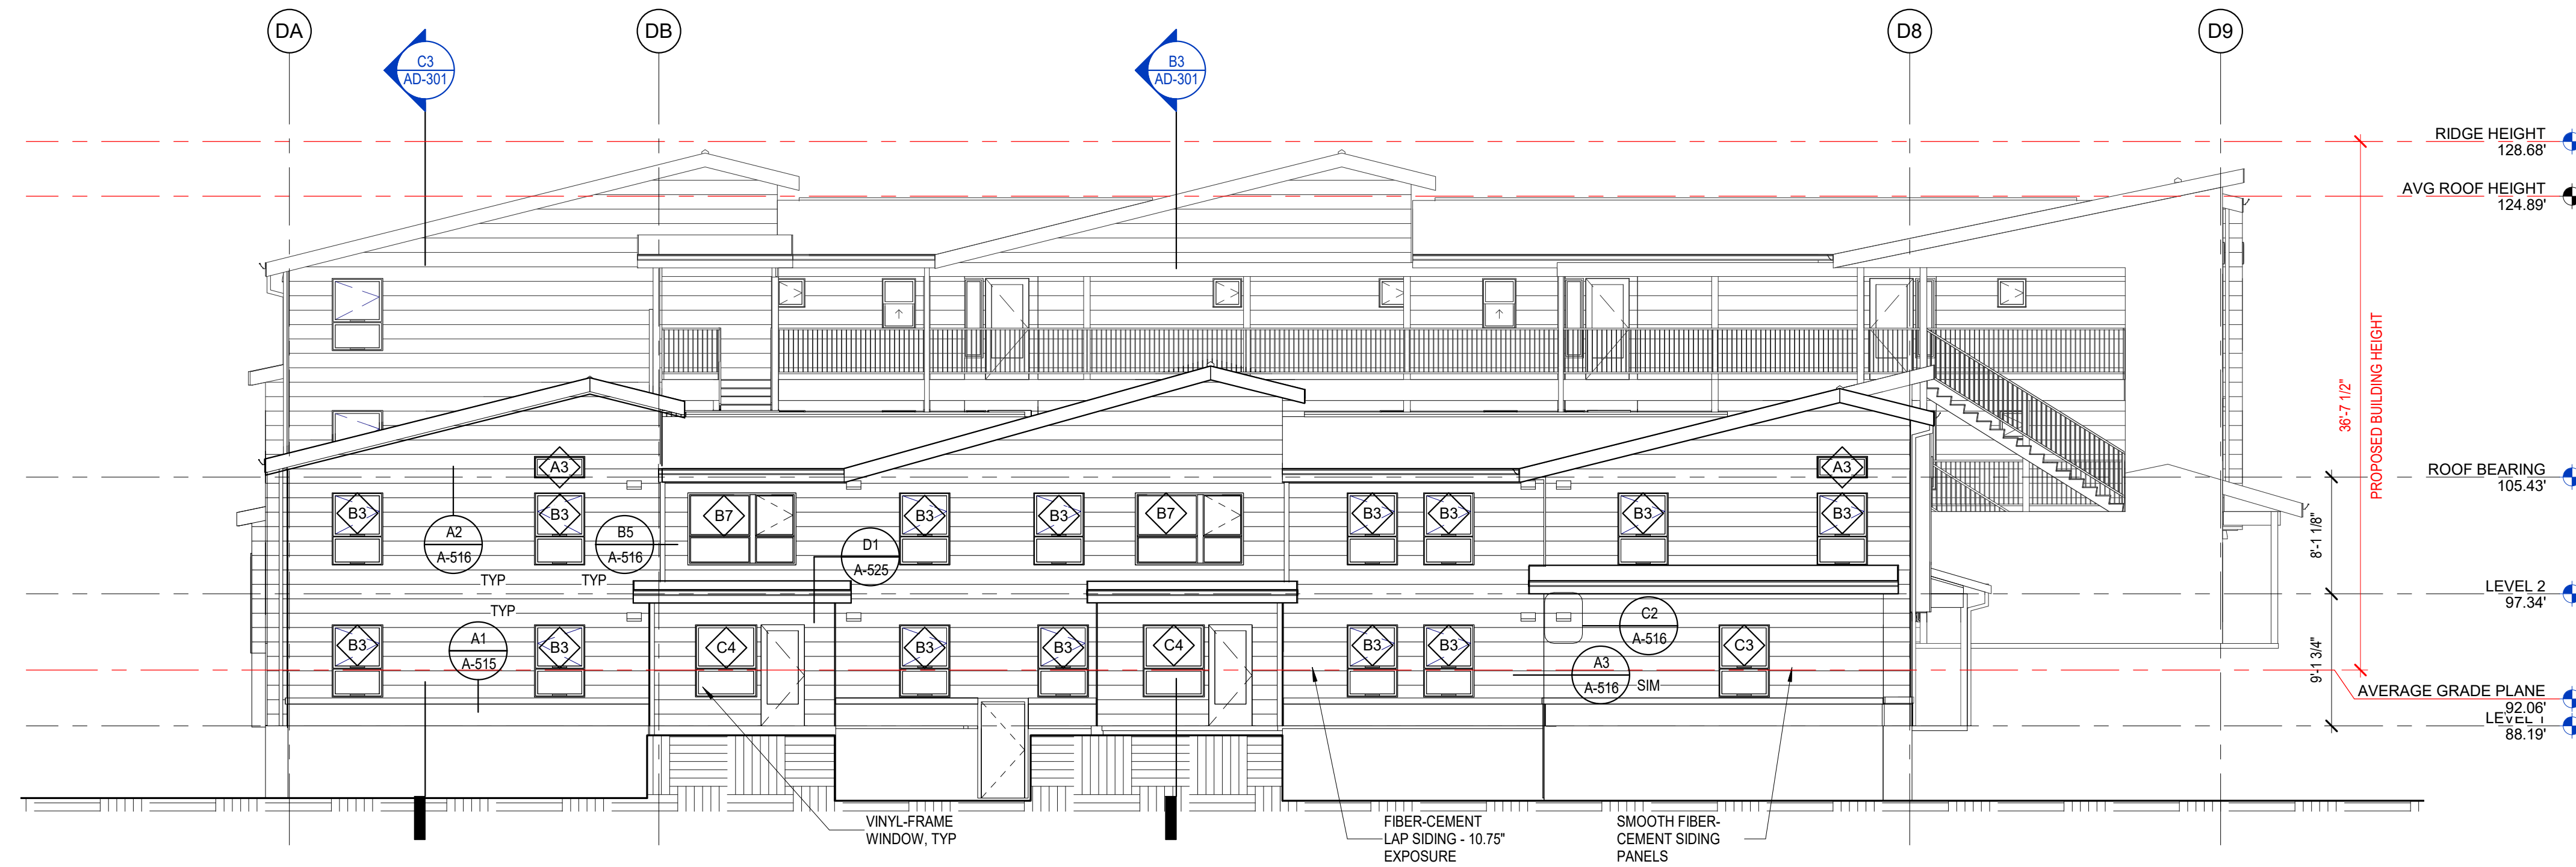 DA
DB
D8
D9
C3
AD-301
B3
AD-301
RIDGE HEIGHT
128.68'
AVG ROOF HEIGHT
124.89'
36'-7 1/2"
PROPOSED BUILDING HEIGHT
ROOF BEARING
105.43'
8'-1 1/8"
LEVEL 2
97.34'
9'-1 3/4"
AVERAGE GRADE PLANE
92.06'
LEVEL 1
88.19'
A3
A3
B3
B3
B7
B3
B3
B7
B3
B3
B3
B3
A2
A-516
B5
A-516
D1
A-525
TYP
TYP
TYP
A1
A-515
C2
A-516
A3
A-516
SIM
B3
B3
C4
B3
B3
C4
B3
B3
C3
VINYL-FRAME
WINDOW, TYP
FIBER-CEMENT
LAP SIDING - 10.75"
EXPOSURE
SMOOTH FIBER-
CEMENT SIDING
PANELS